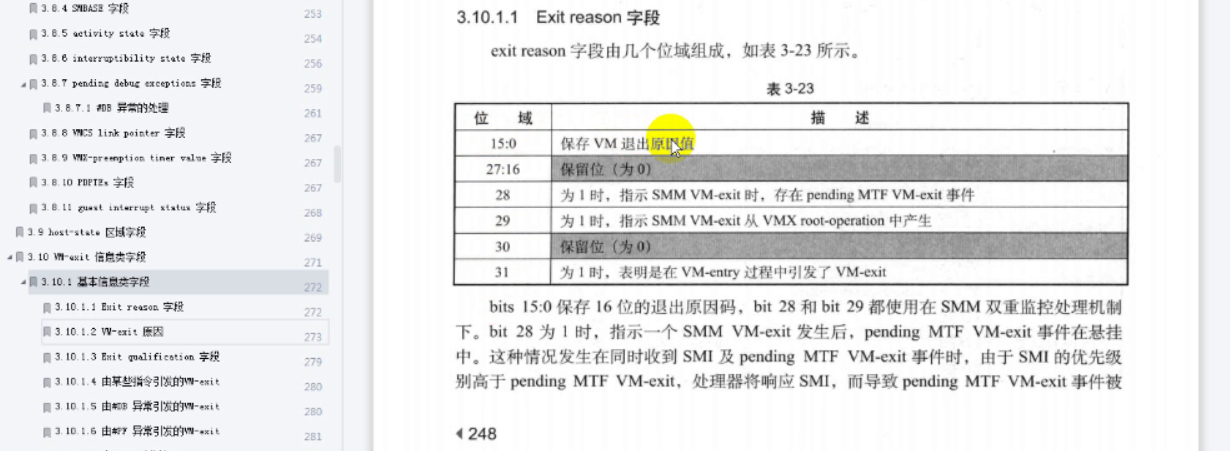 3.8.4 SMBASE 字段 253
3.8.5 activity state 字段 254
3.8.6 interruptibility state 字段 256
3.8.7 pending debug exceptions 字段 259
3.8.7.1 #DB 异常的处理 261
3.8.8 VMCS link pointer 字段 267
3.8.9 VMX-preemption timer value 字段 267
3.8.10 PDPTEs 字段 267
3.8.11 guest interrupt status 字段 268
3.9 host-state 区域字段 269
3.10 VM-exit 信息类字段 271
3.10.1 基本信息类字段 272
3.10.1.1 Exit reason 字段 272
3.10.1.2 VM-exit 原因 273
3.10.1.3 Exit qualification 字段 279
3.10.1.4 由某些指令引发的VM-exit 280
3.10.1.5 由#DB 异常引发的VM-exit 280
3.10.1.6 由#PF 异常引发的VM-exit 281
3.10.1.1 Exit reason 字段
exit reason 字段由几个位域组成，如表 3-23 所示。
表 3-23
位 域 描 述
15:0 保存 VM 退出原因值
27:16 保留位（为 0）
28 为 1 时，指示 SMM VM-exit 时，存在 pending MTF VM-exit 事件
29 为 1 时，指示 SMM VM-exit 从 VMX root-operation 中产生
30 保留位（为 0）
31 为 1 时，表明是在 VM-entry 过程中引发了 VM-exit
bits 15:0 保存 16 位的退出原因码，bit 28 和 bit 29 都使用在 SMM 双重监控处理机制
下。bit 28 为 1 时，指示一个 SMM VM-exit 发生后，pending MTF VM-exit 事件在悬挂
中。这种情况发生在同时收到 SMI 及 pending MTF VM-exit 事件时，由于 SMI 的优先级
别高于 pending MTF VM-exit，处理器将响应 SMI，而导致 pending MTF VM-exit 事件被
248